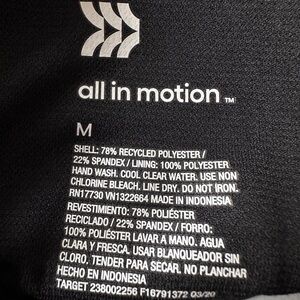 all in motion™
M
SHELL: 78% RECYCLED POLYESTER /
22% SPANDEX / LINING: 100% POLYESTER
HAND WASH. COOL CLEAR WATER. USE NON
CHLORINE BLEACH. LINE DRY. DO NOT IRON.
RN17730 VN1322664 MADE IN INDONESIA
REVESTIMIENTO: 78% POLIÉSTER
RECICLADO / 22% SPANDEX / FORRO:
100% POLIÉSTER LAVAR A MANO. AGUA
CLARA Y FRESCA. USAR BLANQUEADOR SIN
CLORO. TENDER PARA SECAR. NO PLANCHAR
HECHO EN INDONESIA
TARGET 238002256 F16791372 03/20